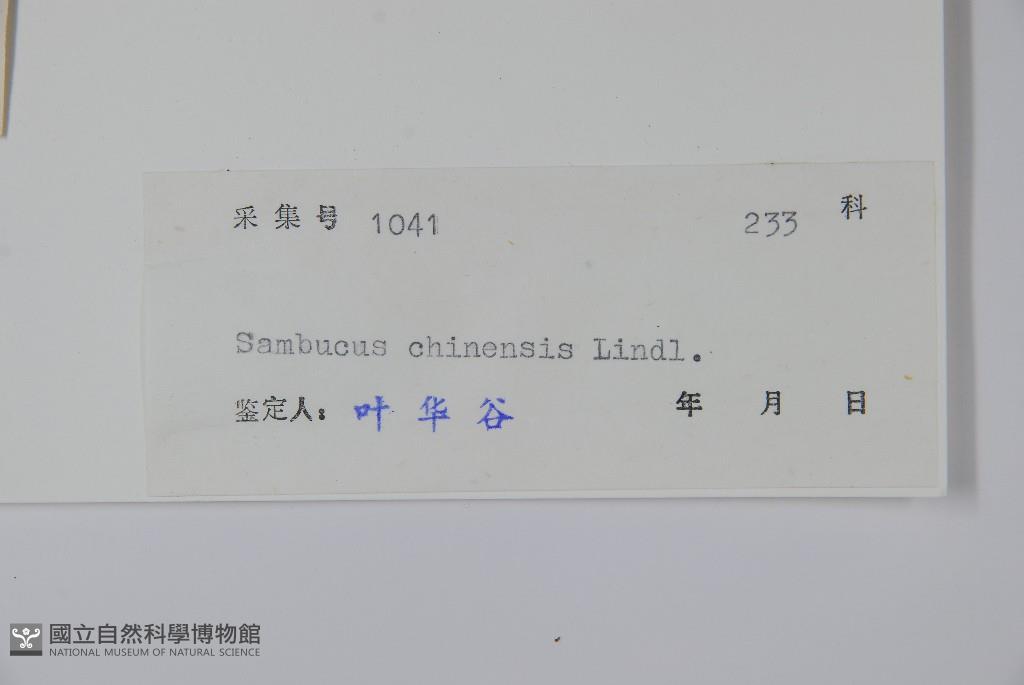 采集号 1041 233 科
Sambucus chinensis Lindl.
鉴定人: 叶华谷 年 月 日
國立自然科學博物館
NATIONAL MUSEUM OF NATURAL SCIENCE